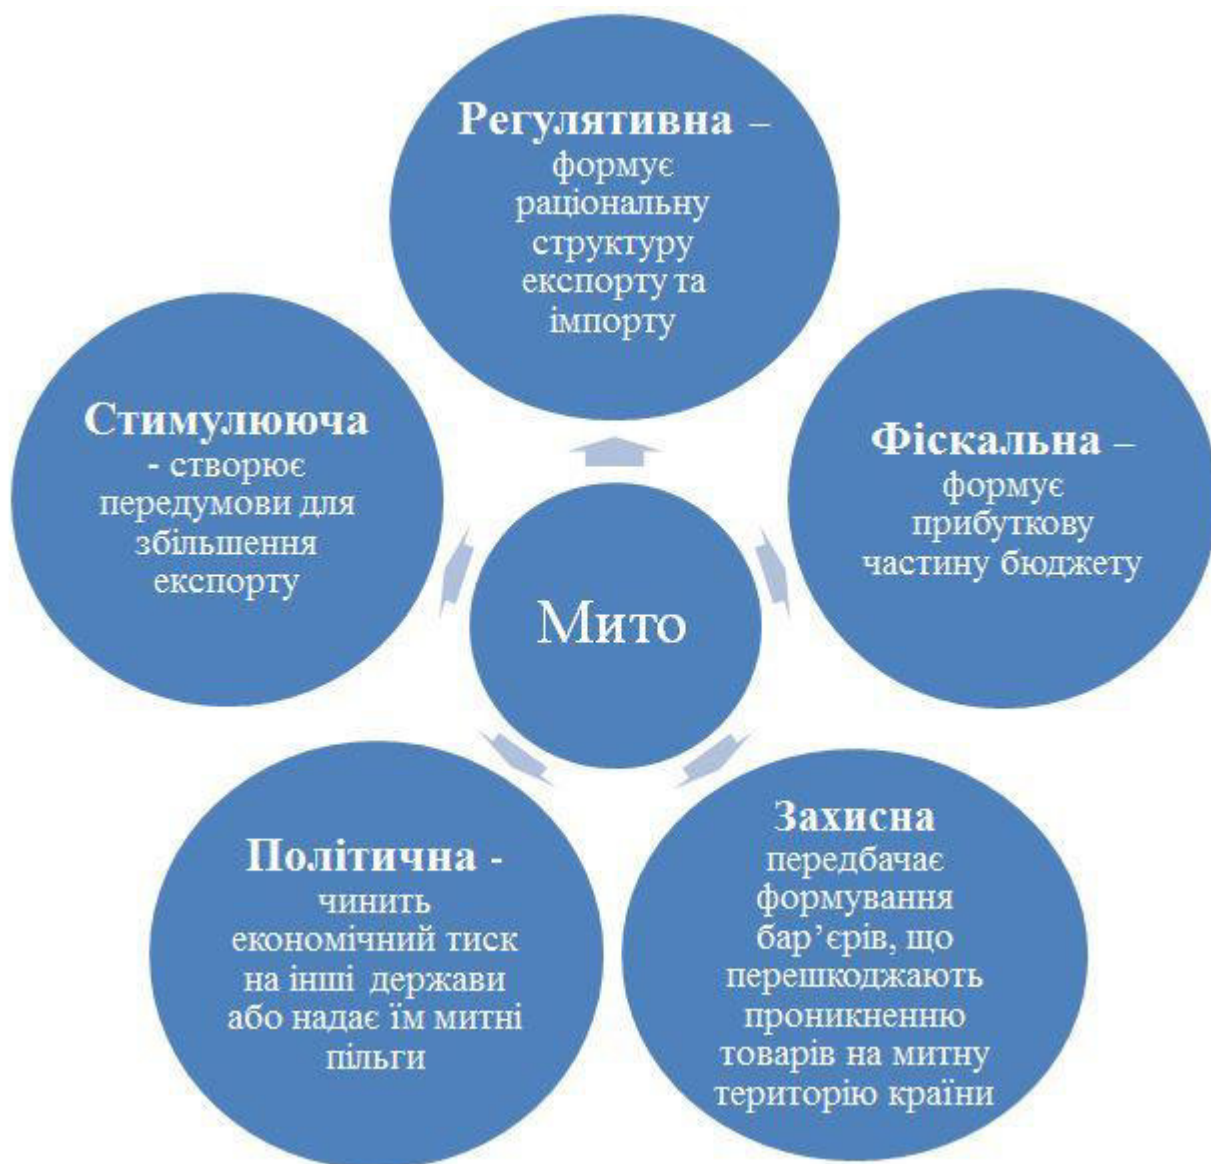 Регулятивна –
формує
раціональну
структуру
експорту та
імпорту
Стимулююча
- створює
передумови для
збільшення
експорту
Фіскальна –
формує
прибуткову
частину бюджету
Мито
Політична -
чинить
економічний тиск
на інші держави
або надає їм митні
пільги
Захисна
передбачає
формування
бар’єрів, що
перешкоджають
проникненню
товарів на митну
територію країни